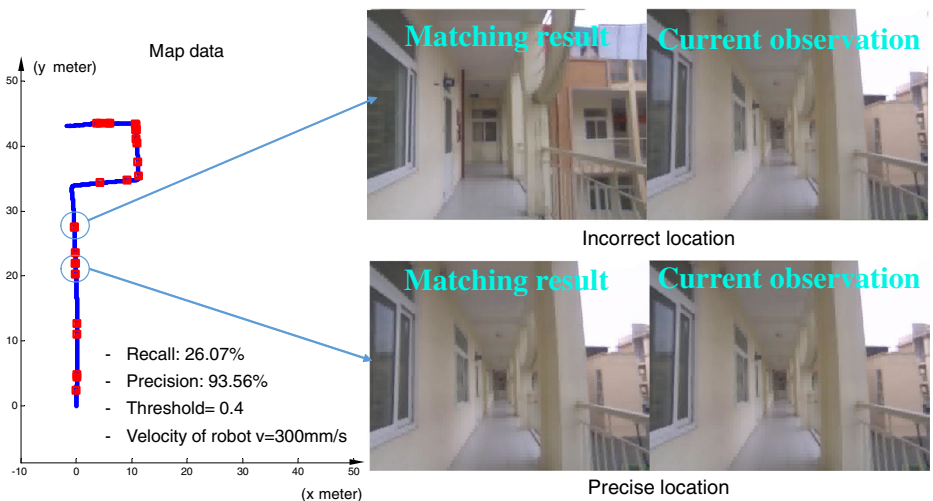 Map data
(y meter)
50
40
30
20
10
0
-10
0
10
20
30
40
50
(x meter)
- Recall: 26.07%
- Precision: 93.56%
- Threshold= 0.4
- Velocity of robot v=300mm/s
Matching result
Current observation
Incorrect location
Matching result
Current observation
Precise location